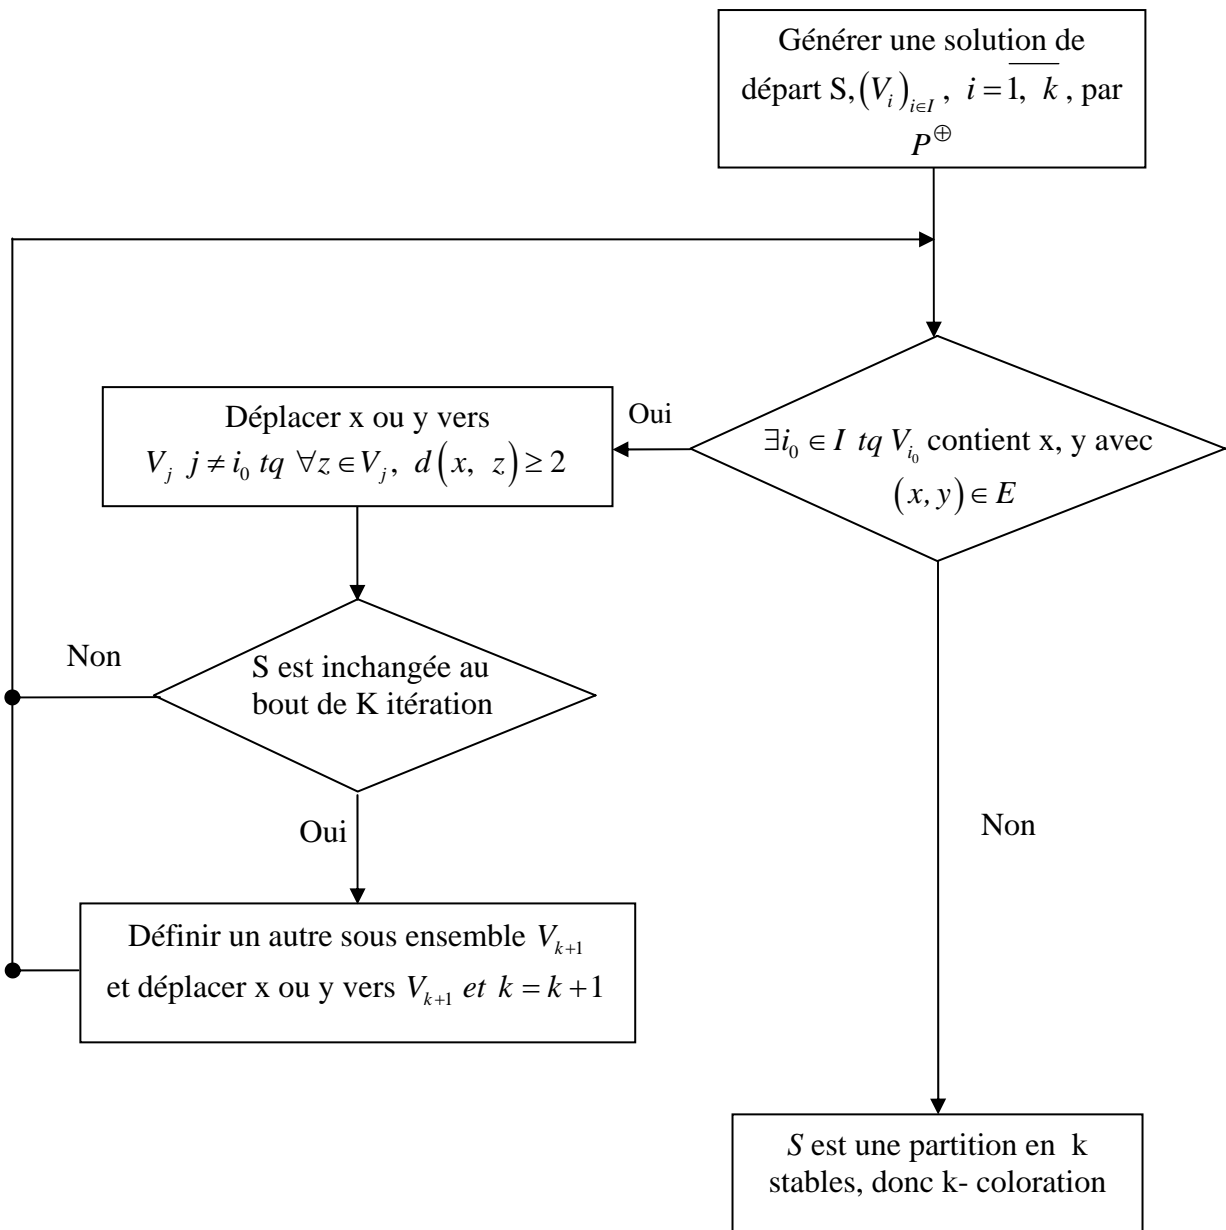 Générer une solution de
départ S, (V_i)_{i∈I}, i = \overline{1, k}, par
P^⊕
Oui
Déplacer x ou y vers
V_j j ≠ i_0 tq ∀z ∈ V_j, d(x, z) ≥ 2
∃i_0 ∈ I tq V_{i_0} contient x, y avec
(x, y) ∈ E
Non
S est inchangée au
bout de K itération
Oui
Non
Définir un autre sous ensemble V_{k+1}
et déplacer x ou y vers V_{k+1} et k = k + 1
S est une partition en k
stables, donc k- coloration